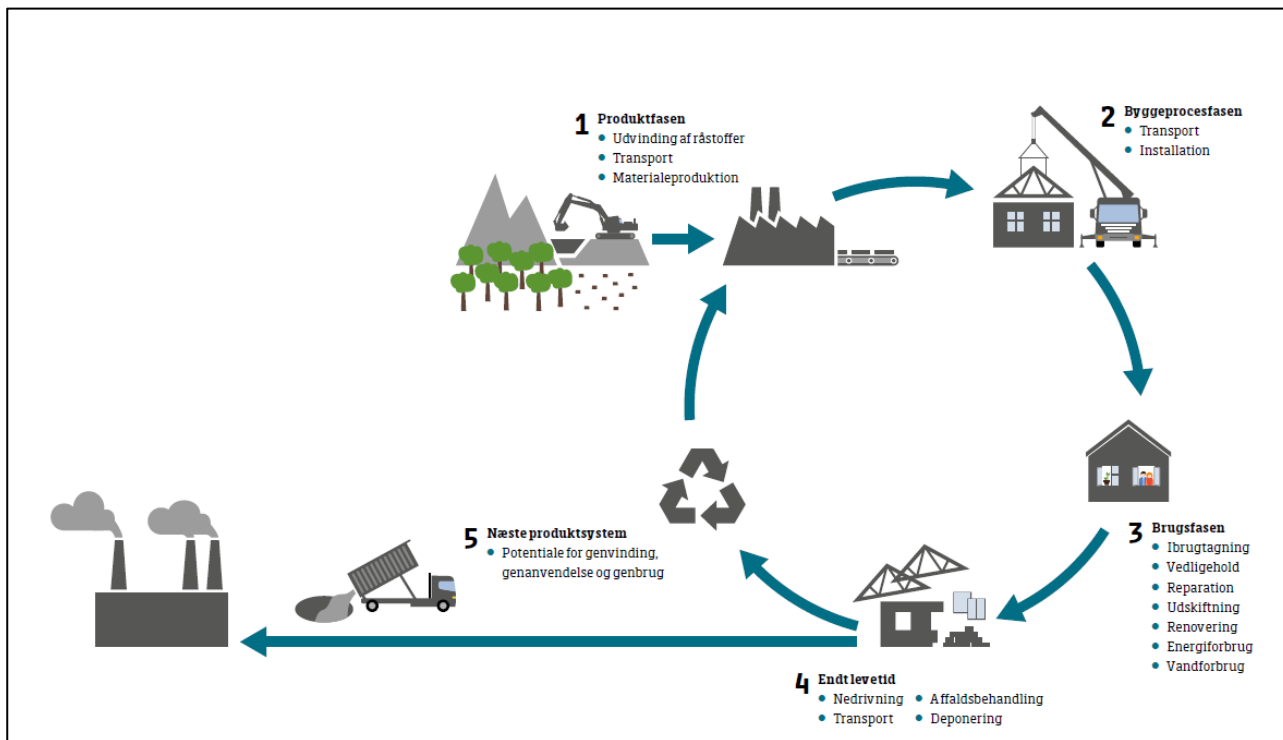 1 Produktfasen
• Udvinding af råstoffer
• Transport
• Materialeproduktion
2 Byggeprocesfasen
• Transport
• Installation
3 Brugsfasen
• Ibrugtagning
• Vedligehold
• Reparation
• Udskiftning
• Renovering
• Energiforbrug
• Vandforbrug
4 Endt levetid
• Nedrivning • Affaldsbehandling
• Transport • Deponering
5 Næste produktsystem
• Potentiale for genvinding,
genanvendelse og genbrug